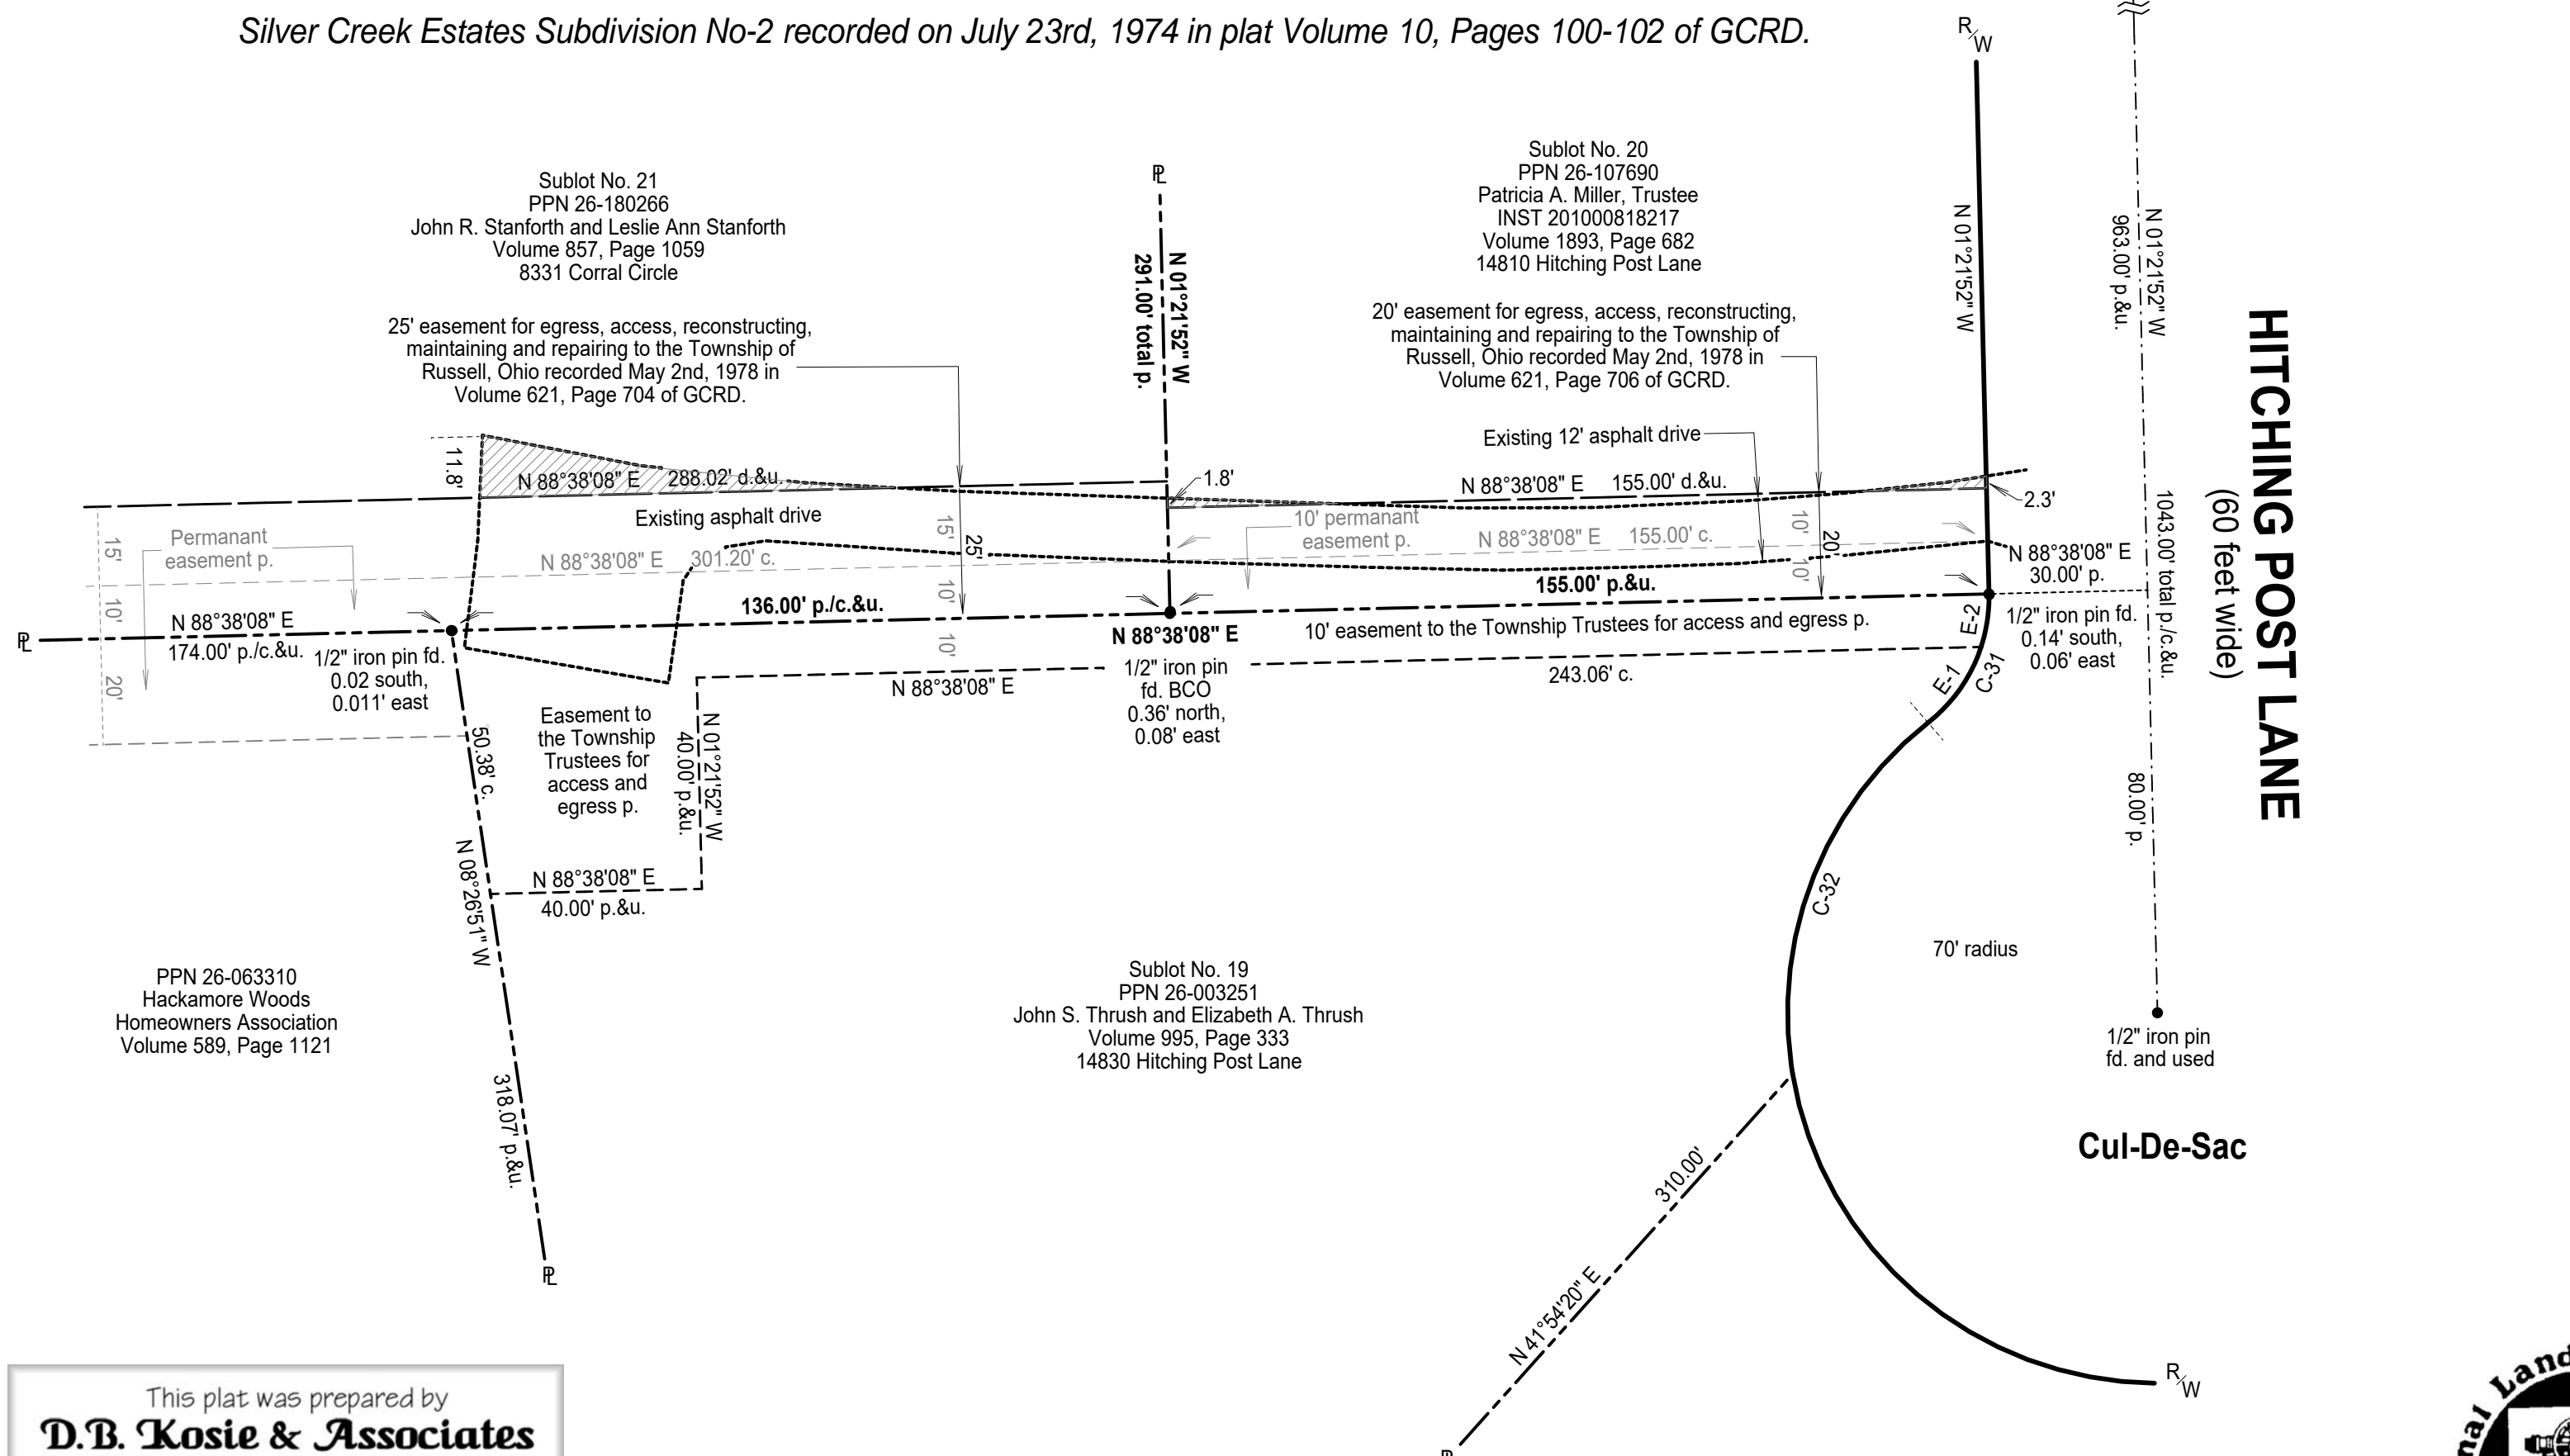 Silver Creek Estates Subdivision No-2 recorded on July 23rd, 1974 in plat Volume 10, Pages 100-102 of GCRD.
R/W
Sublot No. 21
PPN 26-180266
John R. Stanforth and Leslie Ann Stanforth
Volume 857, Page 1059
8331 Corral Circle
25' easement for egress, access, reconstructing,
maintaining and repairing to the Township of
Russell, Ohio recorded May 2nd, 1978 in
Volume 621, Page 704 of GCRD.
PL
N 01°21'52" W
291.00' total p.
Sublot No. 20
PPN 26-107690
Patricia A. Miller, Trustee
INST 201000818217
Volume 1893, Page 682
14810 Hitching Post Lane
20' easement for egress, access, reconstructing,
maintaining and repairing to the Township of
Russell, Ohio recorded May 2nd, 1978 in
Volume 621, Page 706 of GCRD.
Existing 12' asphalt drive
N 01°21'52" W
N 01°21'52" W
963.00' p.&u.
HITCHING POST LANE
(60 feet wide)
11.8'
N 88°38'08" E 288.02' d.&u.
1.8'
N 88°38'08" E 155.00' d.&u.
2.3'
Existing asphalt drive
15'
25'
10'
10'
Permanant
easement p.
15'
10'
20'
N 88°38'08" E 301.20' c.
10' permanant
easement p.
N 88°38'08" E 155.00' c.
10'
20'
10'
N 88°38'08" E
30.00' p.
1043.00' total p./c.&u.
PL
N 88°38'08" E
174.00' p./c.&u.
136.00' p./c.&u.
155.00' p.&u.
N 88°38'08" E
10' easement to the Township Trustees for access and egress p.
1/2" iron pin fd.
0.02 south,
0.011' east
1/2" iron pin
fd. BCO
0.36' north,
0.08' east
1/2" iron pin fd.
0.14' south,
0.06' east
E-2
C-31
E-1
N 88°38'08" E
243.06' c.
Easement to
the Township
Trustees for
access and
egress p.
N 01°21'52" W
40.00' p.&u.
50.38' c.
N 08°26'51" W
318.07' p.&u.
N 88°38'08" E
40.00' p.&u.
80.00' p.
C-32
70' radius
PPN 26-063310
Hackamore Woods
Homeowners Association
Volume 589, Page 1121
Sublot No. 19
PPN 26-003251
John S. Thrush and Elizabeth A. Thrush
Volume 995, Page 333
14830 Hitching Post Lane
1/2" iron pin
fd. and used
Cul-De-Sac
PL
310.00'
N 41°54'20" E
R/W
This plat was prepared by
D.B. Kosie & Associates
nal Land